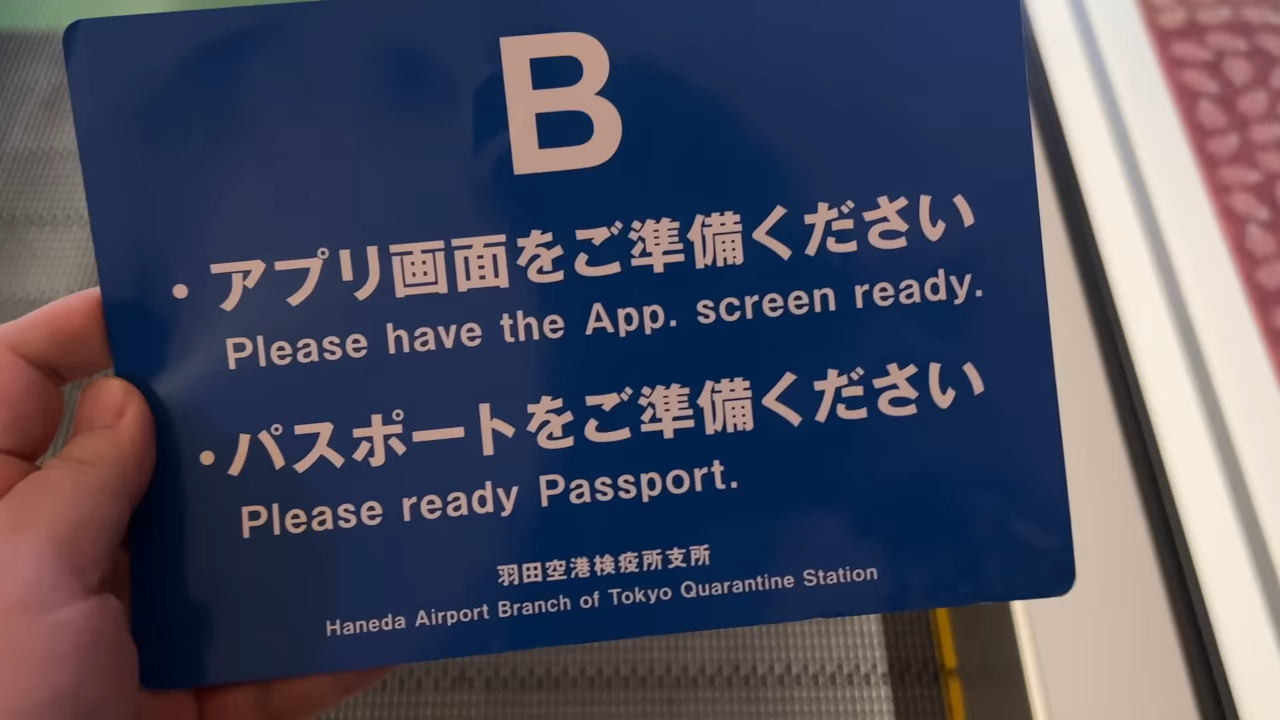 B
・アプリ画面をご準備ください
Please have the App. screen ready.
・パスポートをご準備ください
Please ready Passport.
羽田空港検疫所支所
Haneda Airport Branch of Tokyo Quarantine Station